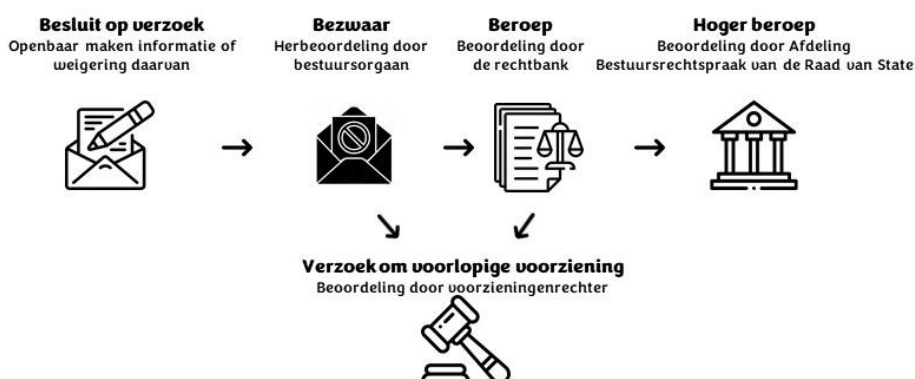 Besluit op verzoek
Openbaar maken informatie of
weigering daarvan
Bezwaar
Herbeoordeling door
bestuursorgaan
Beroep
Beoordeling door
de rechtbank
Hoger beroep
Beoordeling door Afdeling
Bestuursrechtspraak van de Raad van State
Verzoek om voorlopige voorziening
Beoordeling door voorzieningenrechter